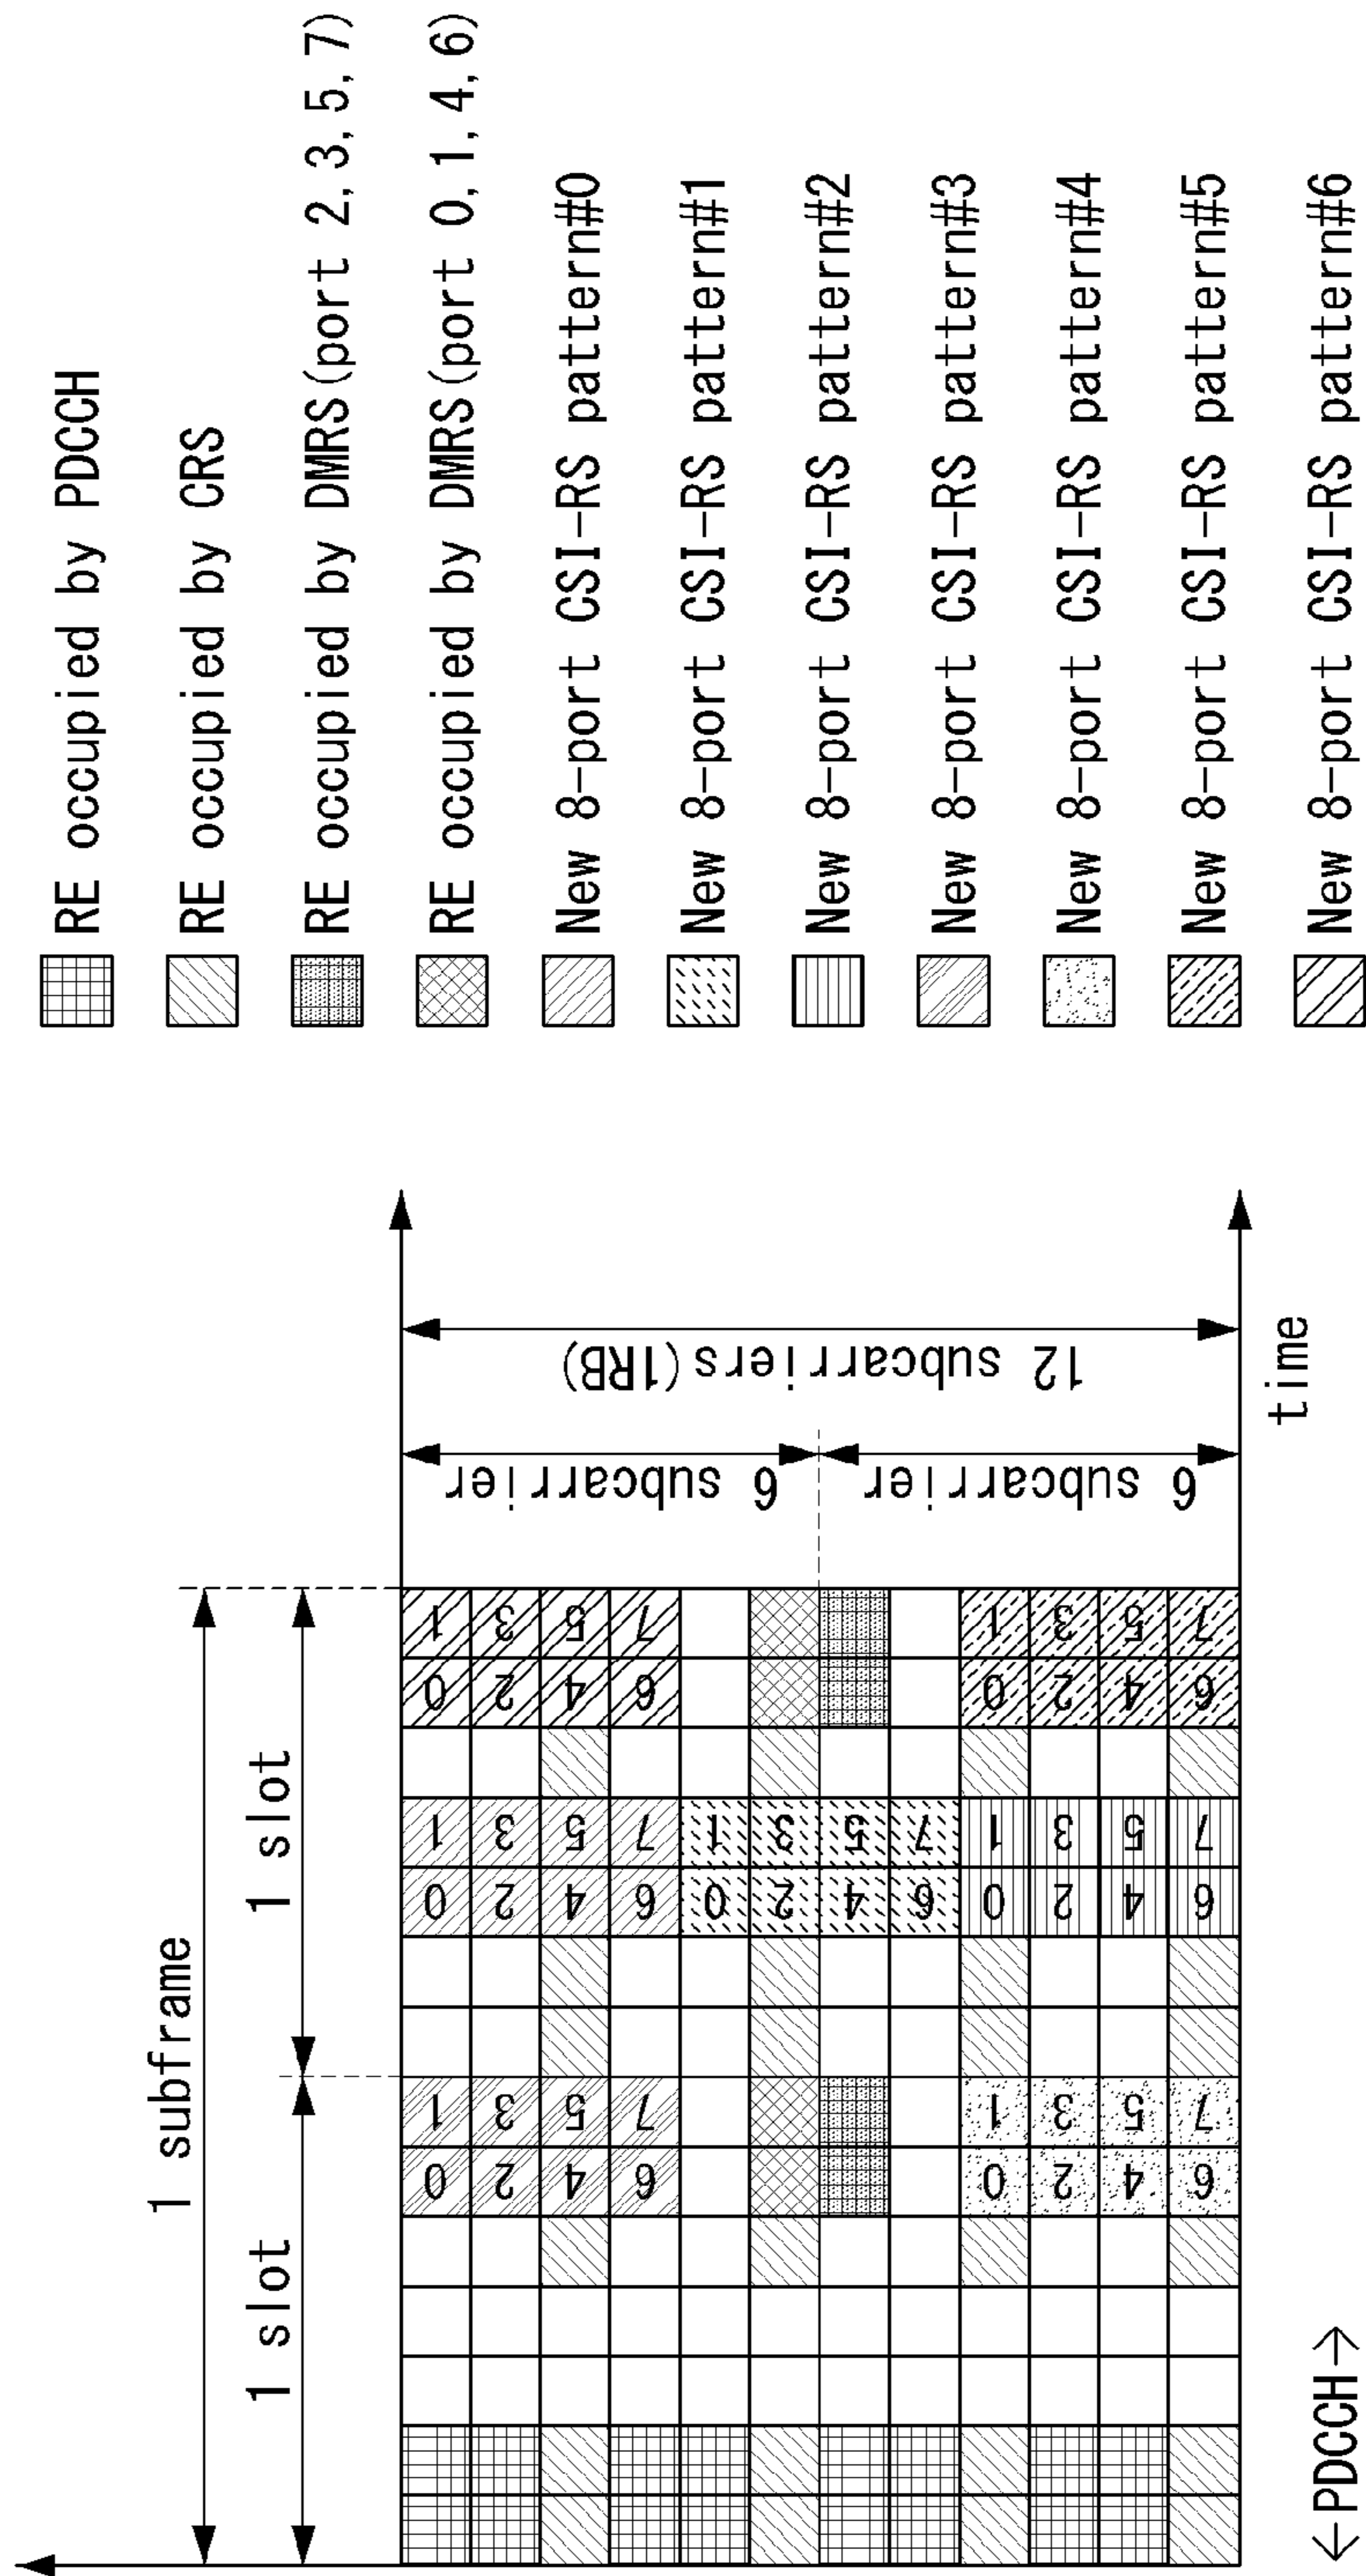 1 subframe
1 slot
1 slot
0 1 0 1 0 1
2 3 2 3 2 3
4 5 4 5 4 5
6 7 6 7 6 7
0 1
2 3
4 5
6 7
0 1 0 1 0 1
2 3 2 3 2 3
4 5 4 5 4 5
6 7 6 7 6 7
6 subcarrier
6 subcarrier
12 subcarriers(1RB)
time
←PDCCH→
RE occupied by PDCCH
RE occupied by CRS
RE occupied by DMRS(port 2, 3, 5, 7)
RE occupied by DMRS(port 0, 1, 4, 6)
New 8-port CSI-RS pattern#0
New 8-port CSI-RS pattern#1
New 8-port CSI-RS pattern#2
New 8-port CSI-RS pattern#3
New 8-port CSI-RS pattern#4
New 8-port CSI-RS pattern#5
New 8-port CSI-RS pattern#6